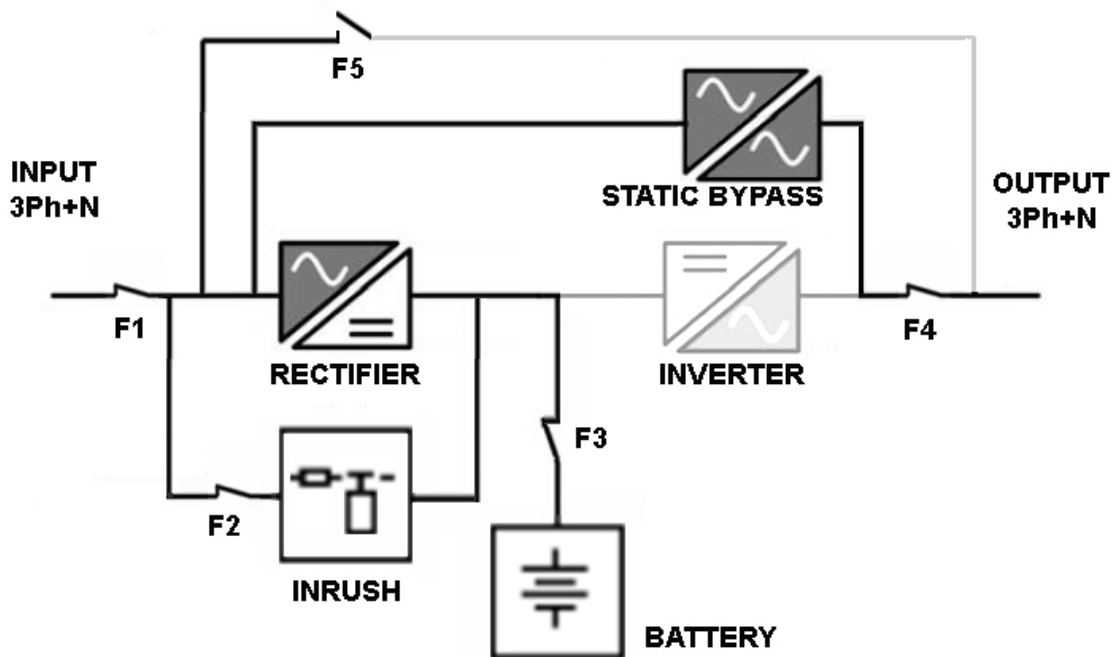 F5
INPUT
3Ph+N
STATIC BYPASS
OUTPUT
3Ph+N
F1
RECTIFIER
INVERTER
F4
F3
F2
INRUSH
BATTERY